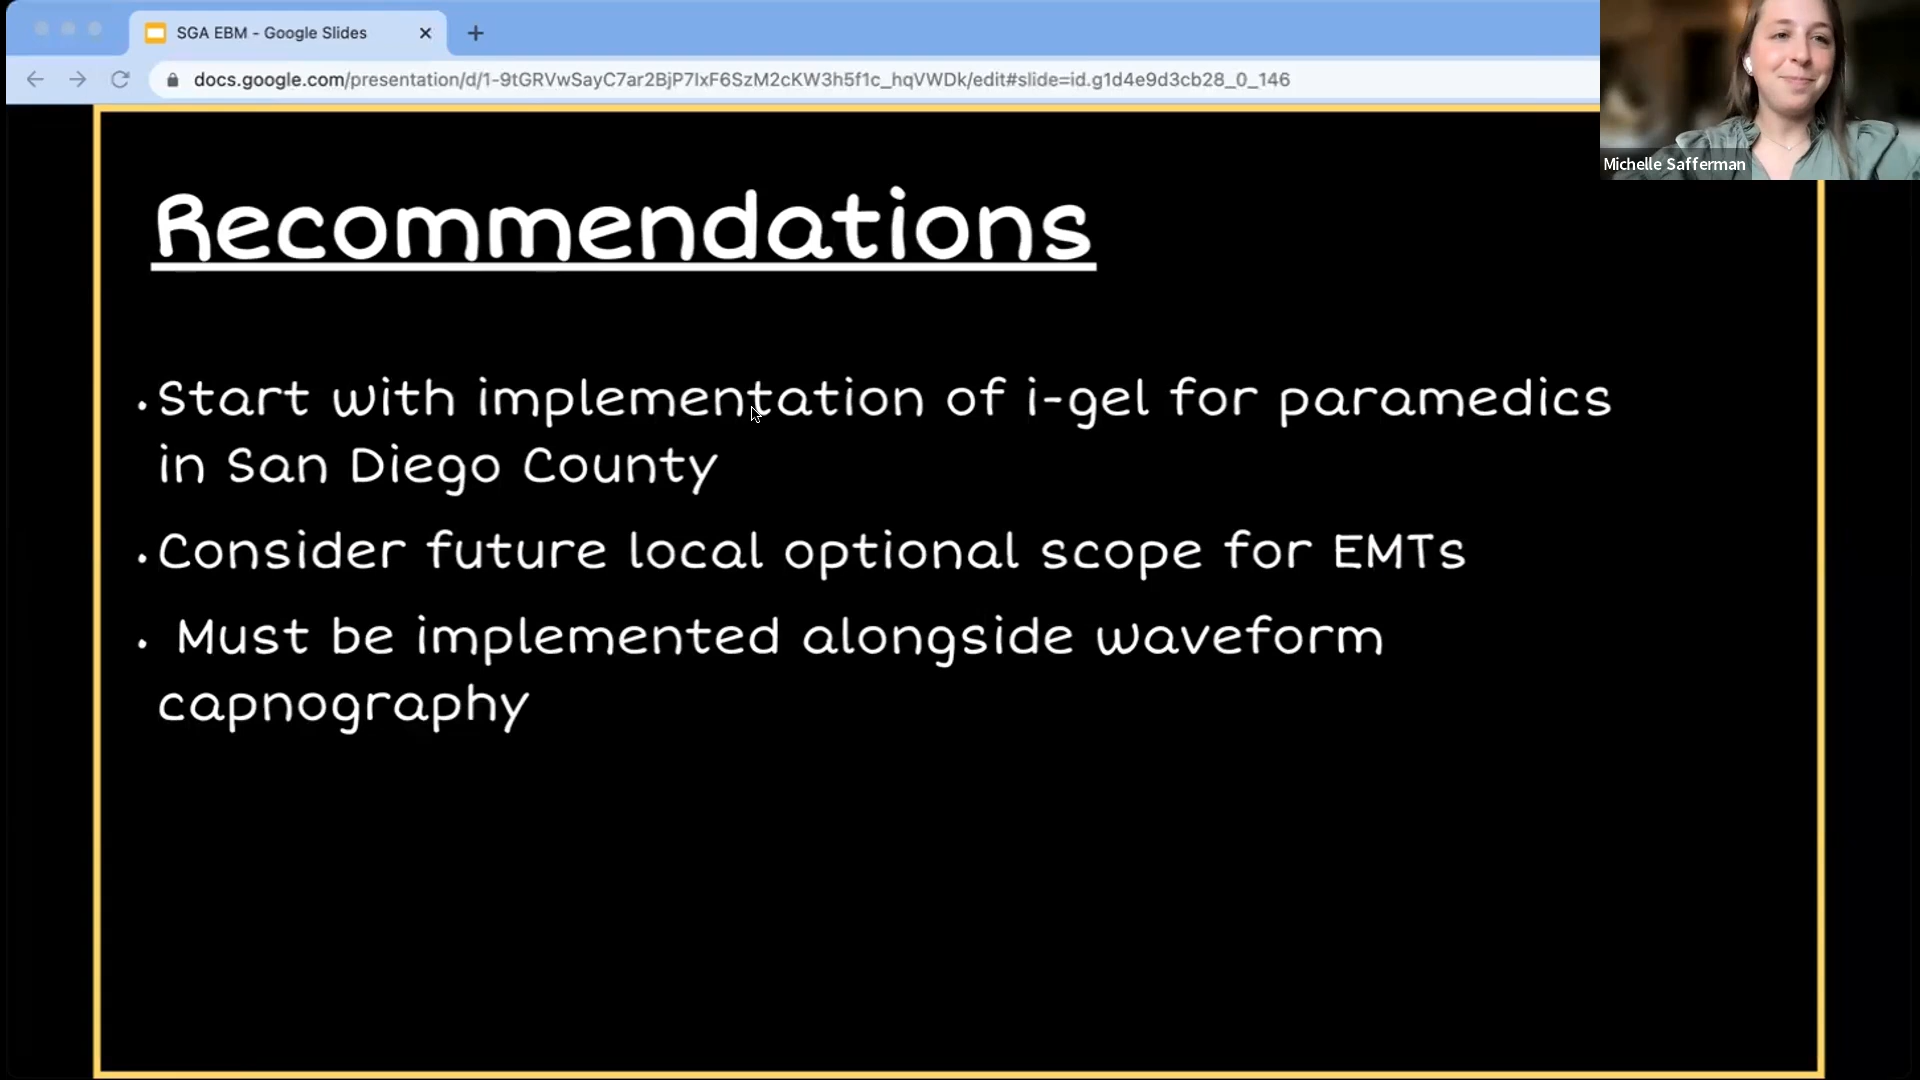 SGA EBM - Google Slides
docs.google.com/presentation/d/1-9tGRVwSayC7ar2BjP7IxF6SzM2cKW3h5f1c_hqVWDk/edit#slide=id.g1d4e9d3cb28_0_146
Michelle Safferman
Recommendations
• Start with implementation of i-gel for paramedics
in San Diego County
• Consider future local optional scope for EMTs
• Must be implemented alongside waveform
capnography